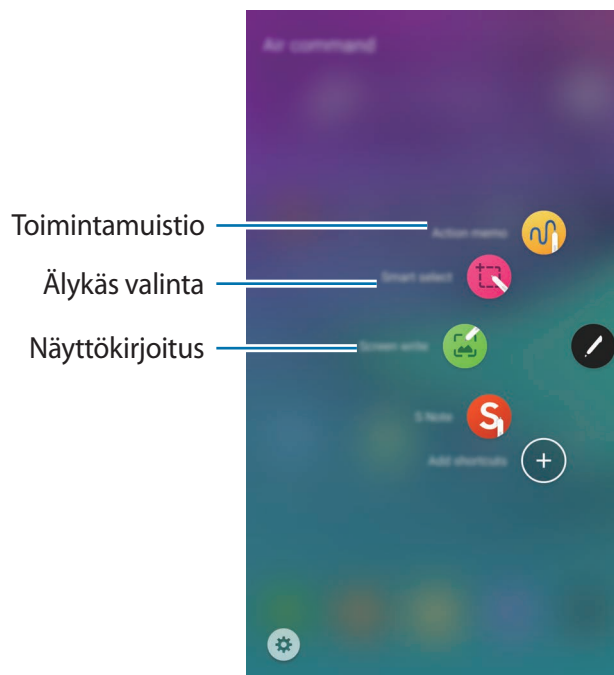 Air command
Toimintamuistio
Action memo
Älykäs valinta
Smart select
Näyttökirjoitus
Screen write
S Note
Add shortcuts